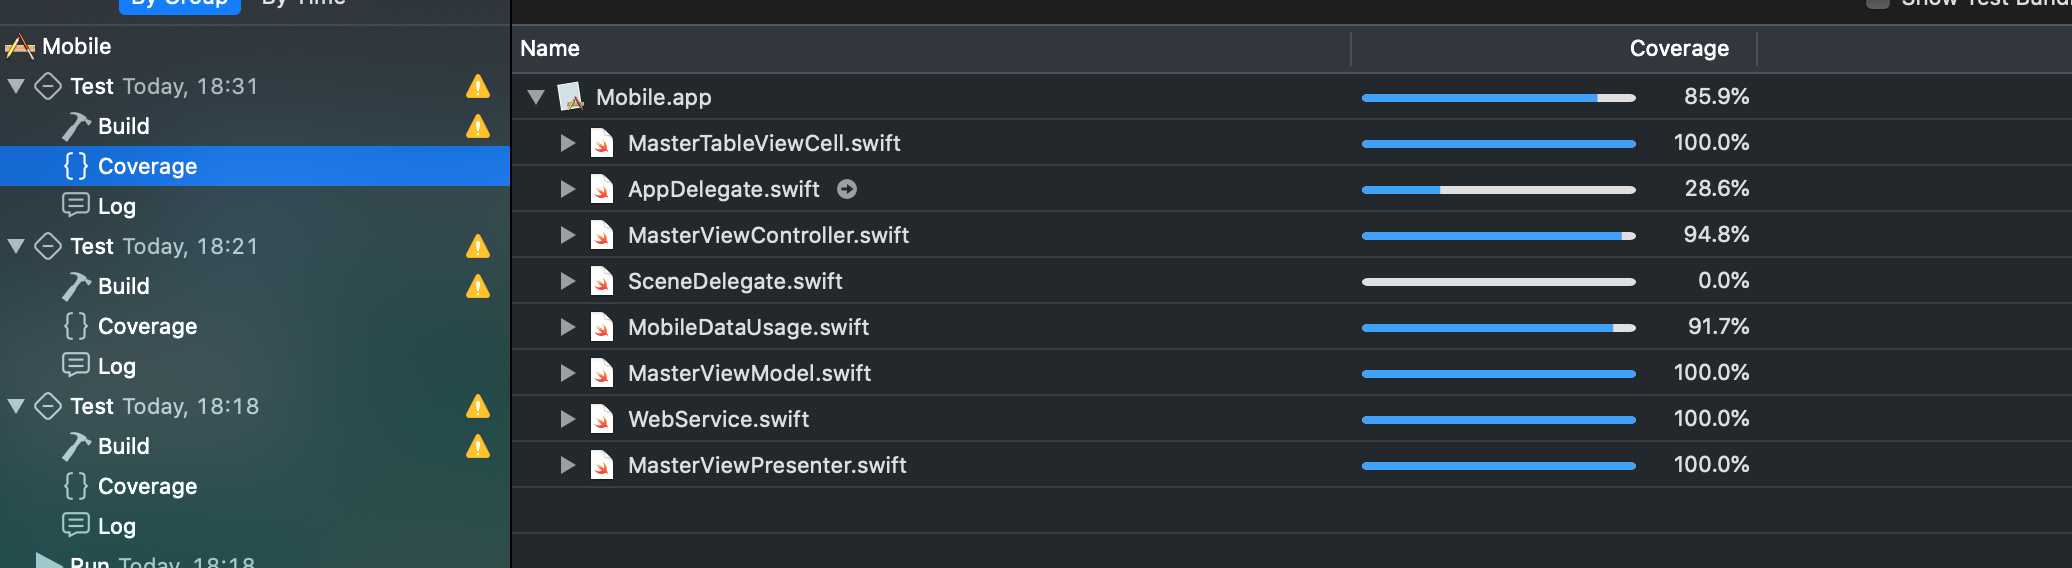 By Group By Time
Show Test Bundl
Mobile
Name Coverage
Test Today, 18:31
Mobile.app 85.9%
Build
MasterTableViewCell.swift 100.0%
Coverage
AppDelegate.swift 28.6%
Log
MasterViewController.swift 94.8%
Test Today, 18:21
SceneDelegate.swift 0.0%
Build
MobileDataUsage.swift 91.7%
Coverage
MasterViewModel.swift 100.0%
Log
WebService.swift 100.0%
Test Today, 18:18
MasterViewPresenter.swift 100.0%
Build
Coverage
Log
Run Today, 18:18